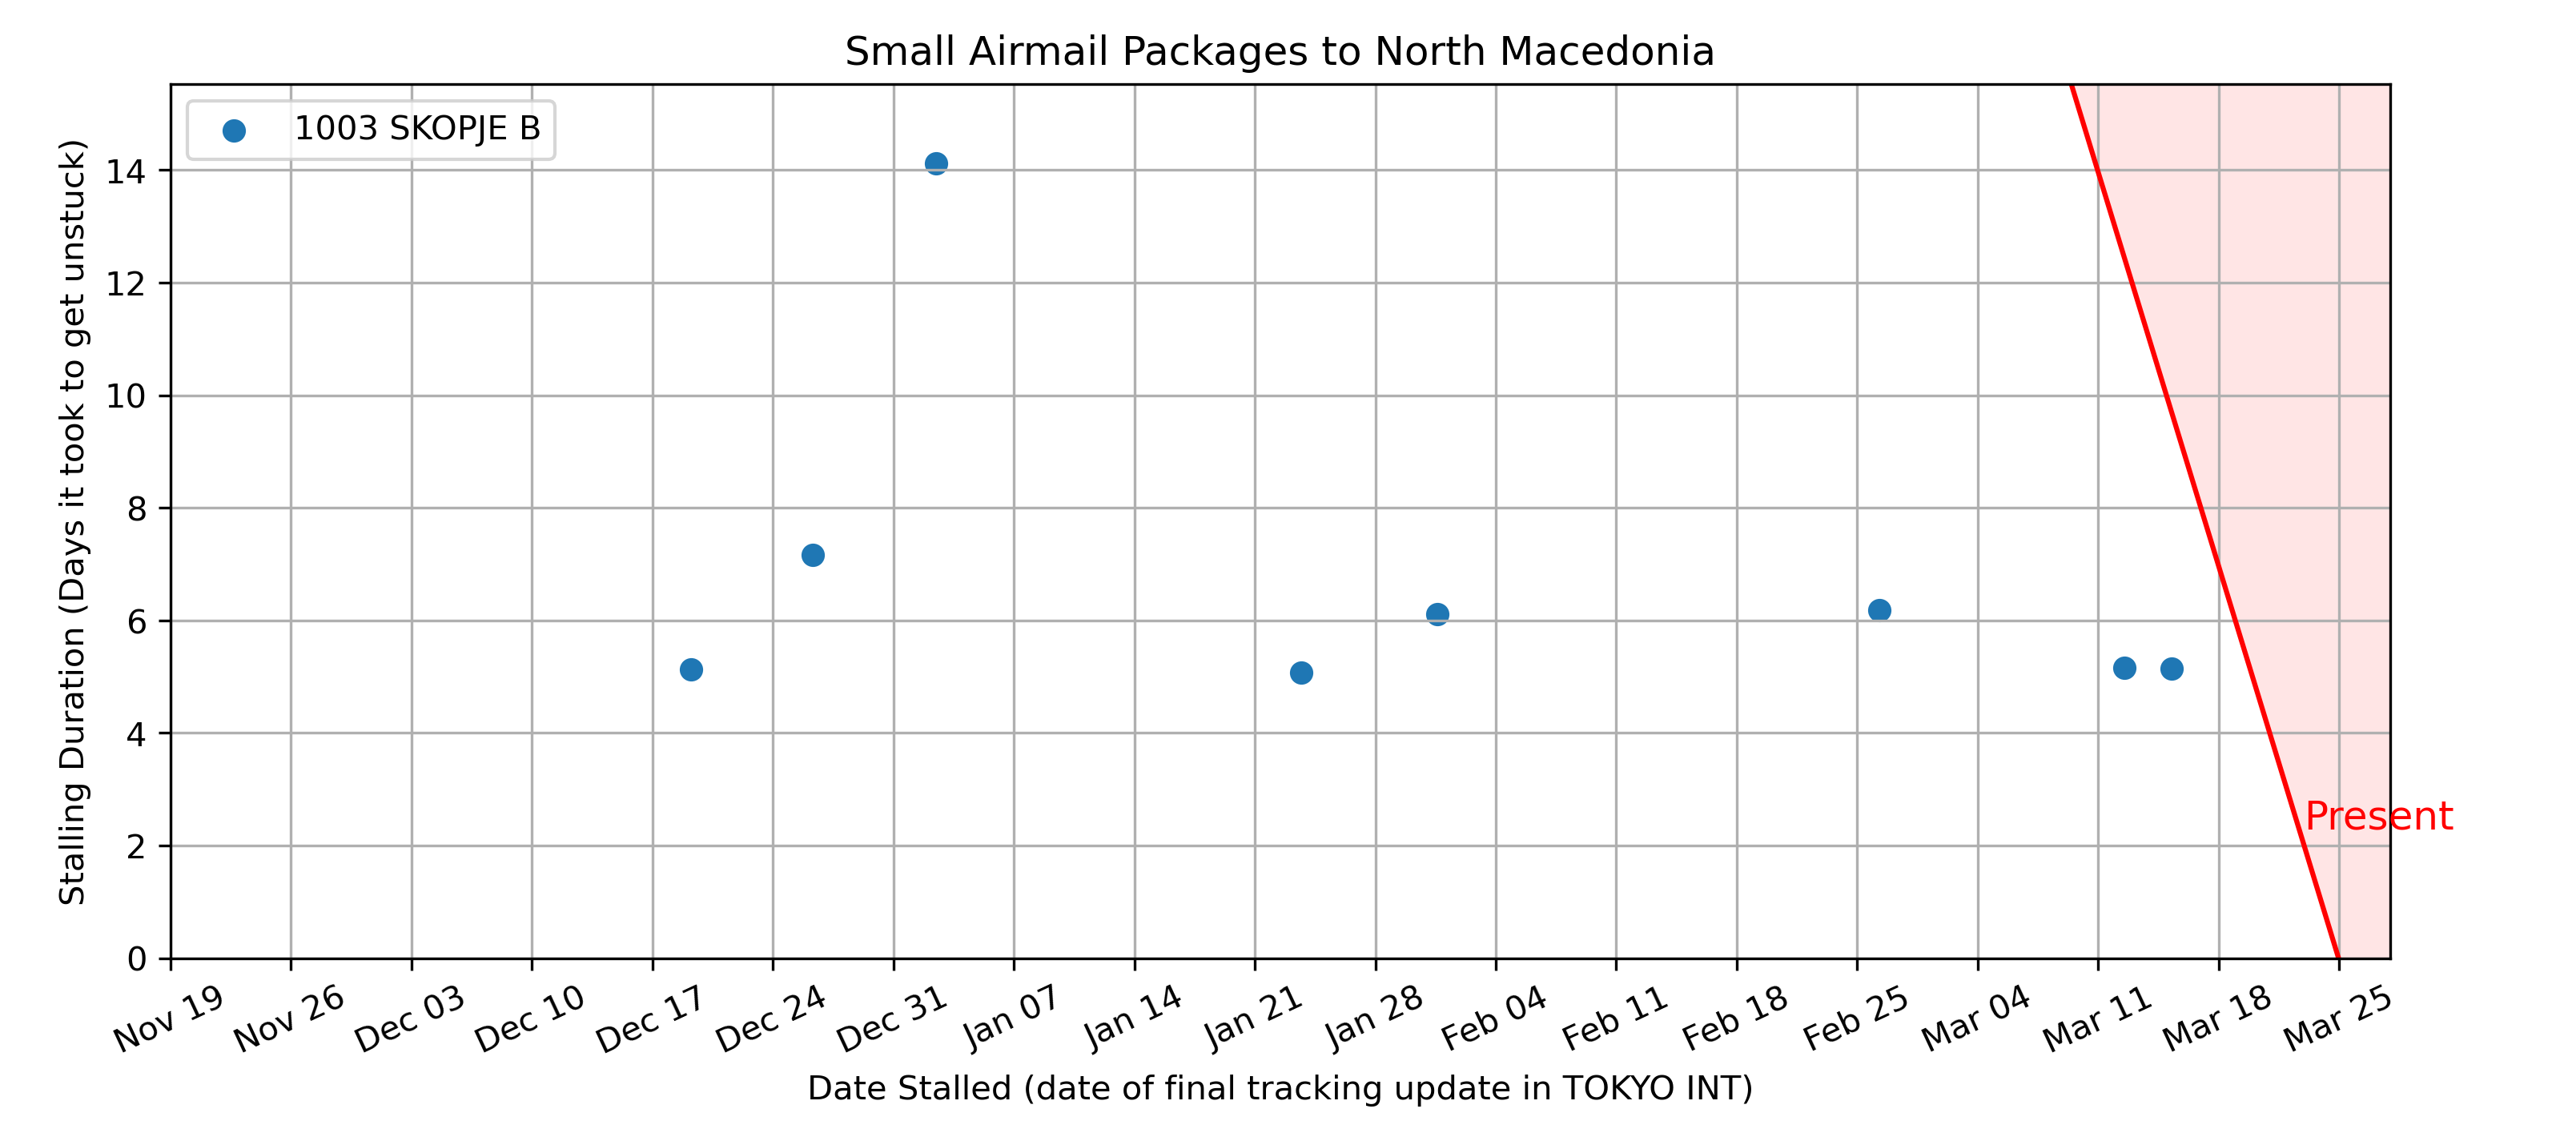 Small Airmail Packages to North Macedonia
1003 SKOPJE B
Stalling Duration (Days it took to get unstuck)
14
12
10
8
6
4
2
0
Present
Nov 19
Nov 26
Dec 03
Dec 10
Dec 17
Dec 24
Dec 31
Jan 07
Jan 14
Jan 21
Jan 28
Feb 04
Feb 11
Feb 18
Feb 25
Mar 04
Mar 11
Mar 18
Mar 25
Date Stalled (date of final tracking update in TOKYO INT)